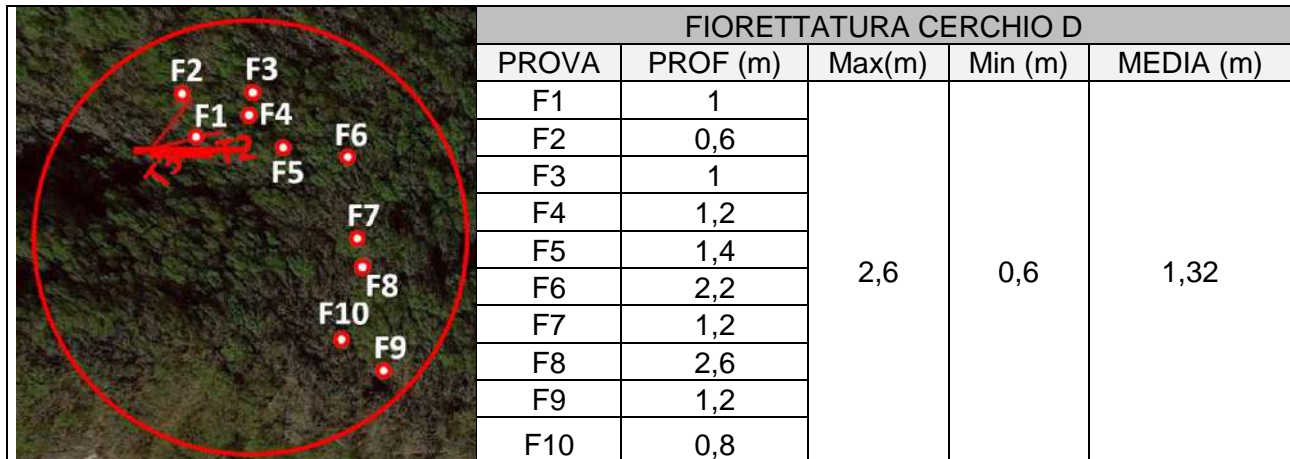 F2 F3
F1 F4
T3 T2
F5 F6
F7
F8
F10
F9
FIORETTATURA CERCHIO D
PROVA PROF (m) Max(m) Min (m) MEDIA (m)
F1 1
F2 0,6
F3 1
F4 1,2
F5 1,4
F6 2,2
F7 1,2
F8 2,6
F9 1,2
F10 0,8
2,6 0,6 1,32